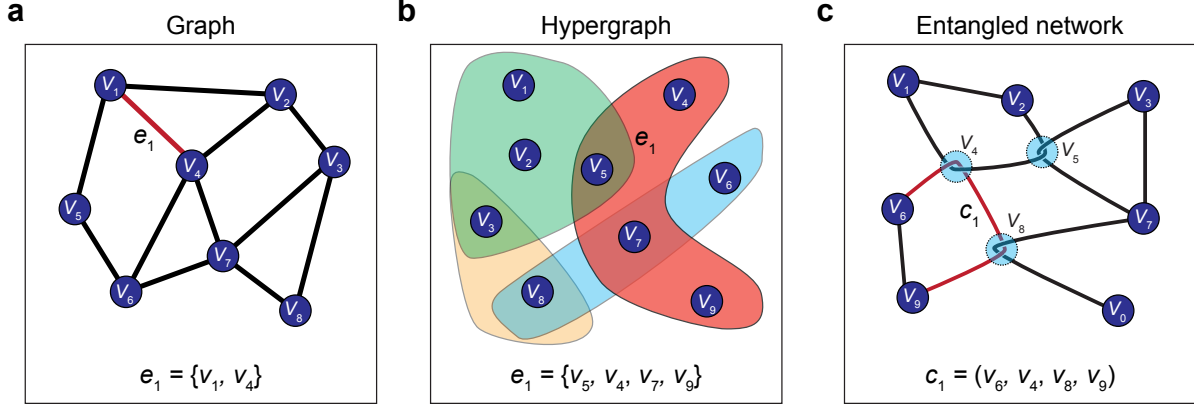 a
Graph
V1
V2
e1
V4
V3
V5
V7
V6
V8
e1 = {v1, v4}
b
Hypergraph
V1
V4
e1
V2
V5
V6
V3
V7
V8
V9
e1 = {v5, v4, v7, v9}
c
Entangled network
V1
V2
V3
V4
V5
V6
c1
V8
V7
V9
V0
c1 = (v6, v4, v8, v9)